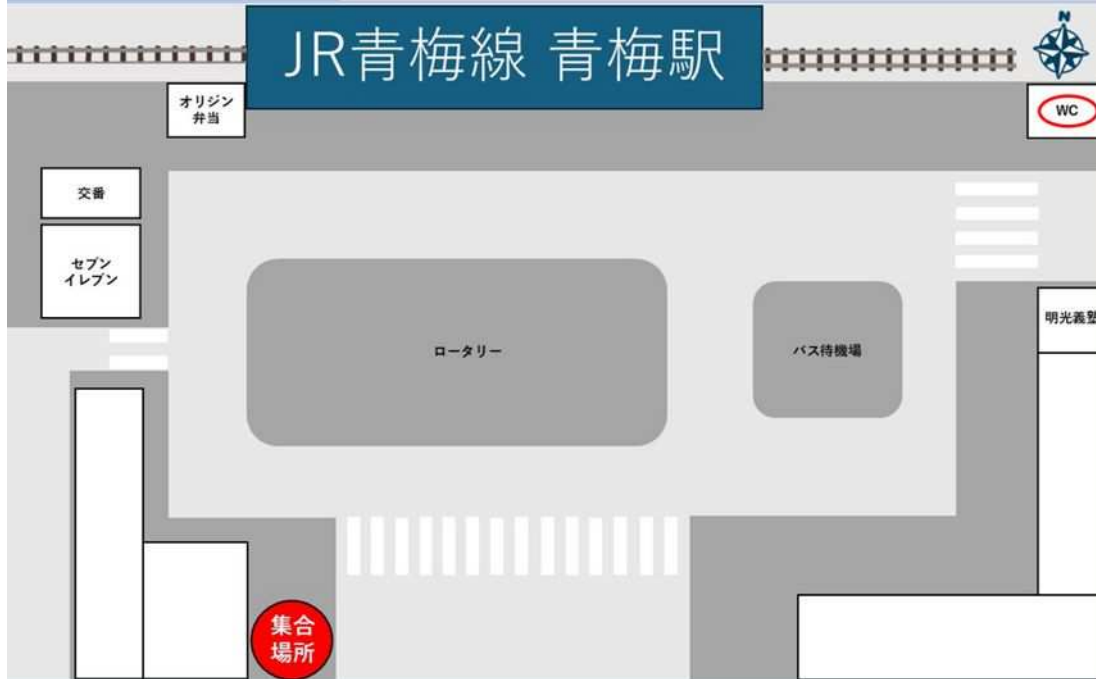 JR青梅線 青梅駅
N
オリジン
弁当
WC
交番
セブン
イレブン
明光義塾
ロータリー
バス待機場
集合
場所